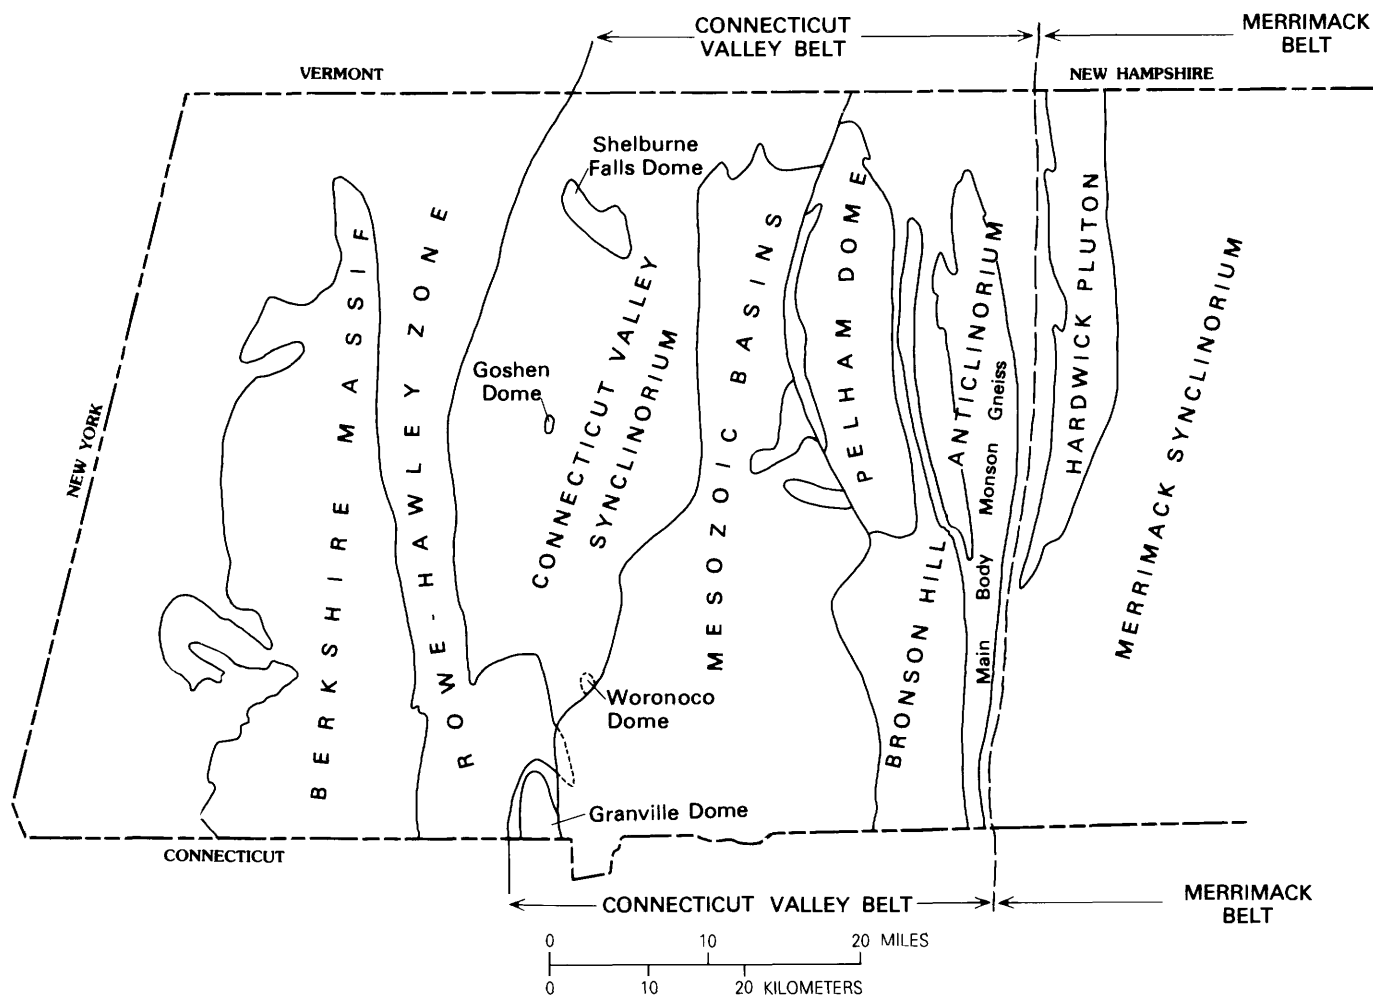 CONNECTICUT
VALLEY BELT
MERRIMACK
BELT
VERMONT
NEW HAMPSHIRE
Shelburne
Falls Dome
Goshen
Dome
NEW YORK
BERKSHIRE MASSIF
ROWE-HAWLEY ZONE
CONNECTICUT VALLEY
SYNCLINORIUM
MESOZOIC BASINS
PELHAM DOME
BRONSON HILL ANTICLINORIUM
Main Body Monson Gneiss
HARDWICK PLUTON
MERRIMACK SYNCLINORIUM
Woronoco
Dome
Granville Dome
CONNECTICUT
CONNECTICUT VALLEY BELT
MERRIMACK
BELT
0 10 20 MILES
0 10 20 KILOMETERS